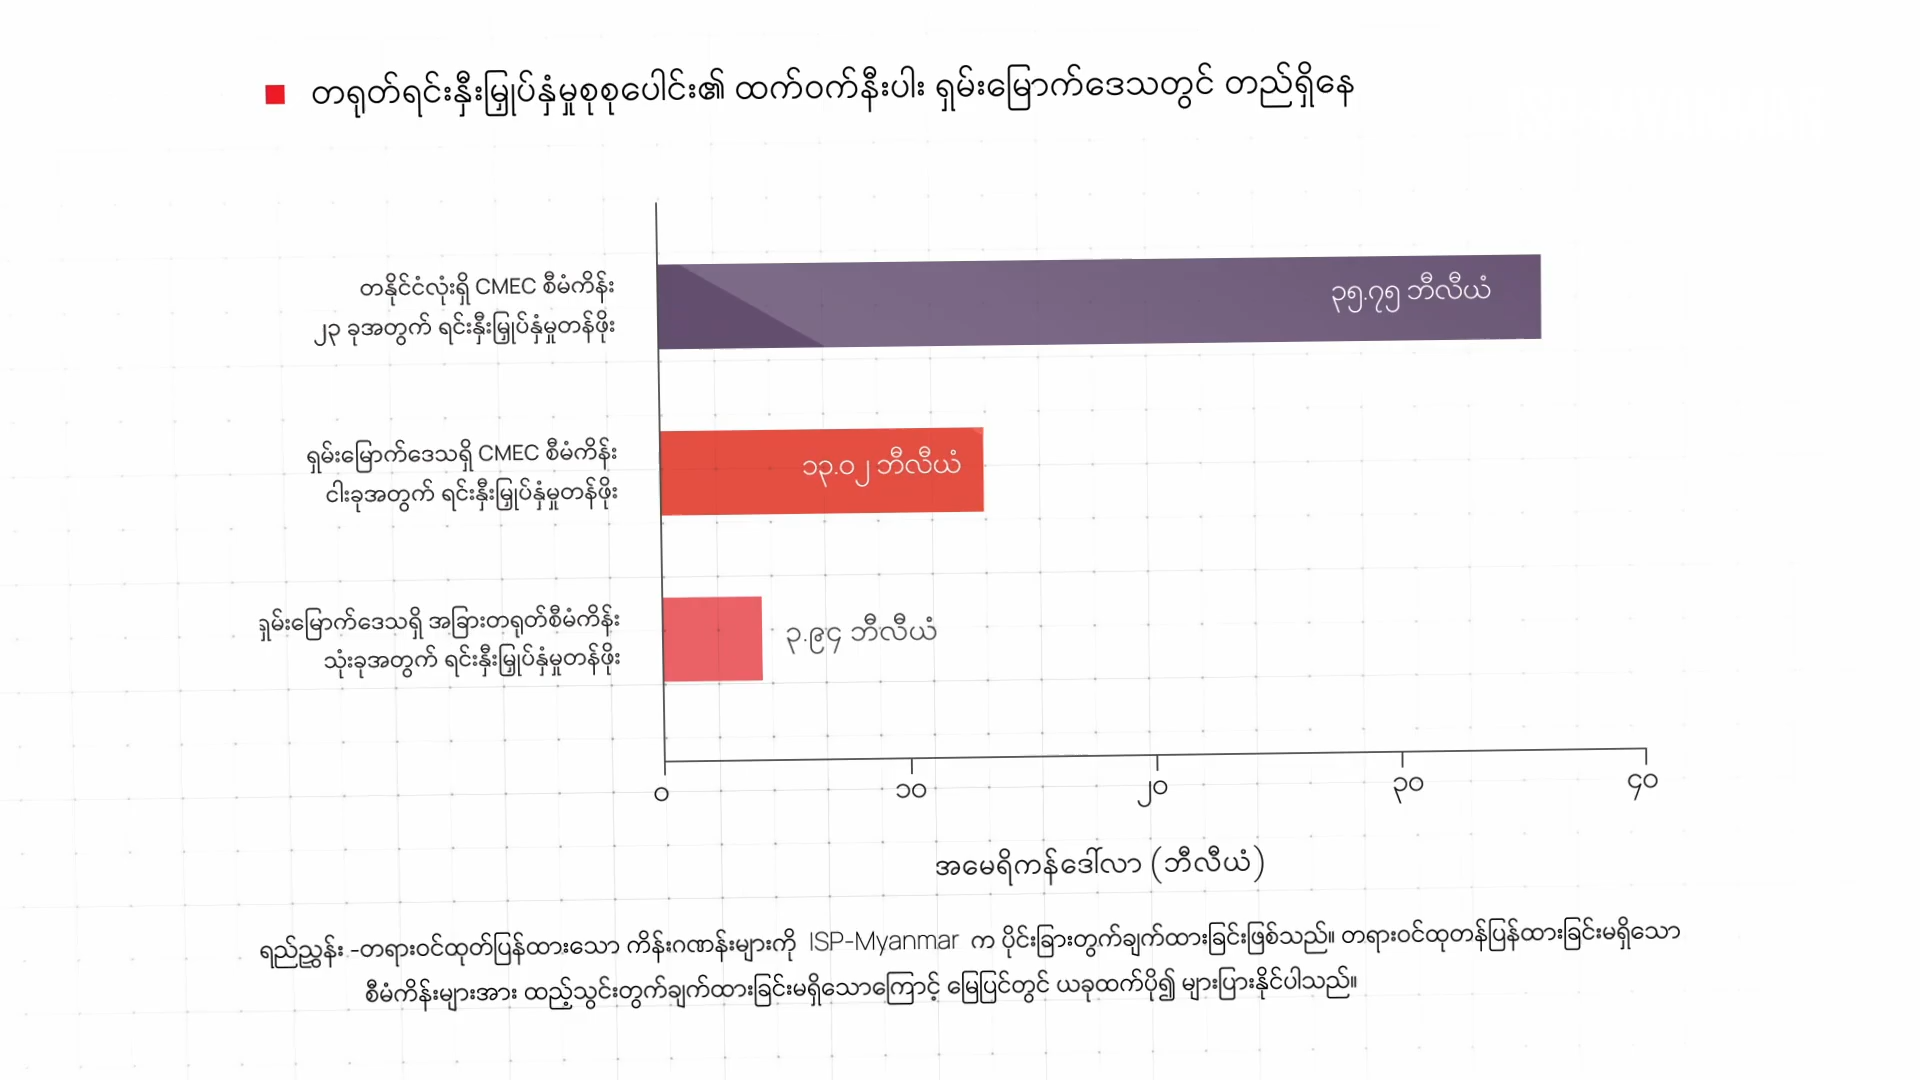 တရုတ်ရင်းနှီးမြှုပ်နှံမှုစုစုပေါင်း၏ ထက်ဝက်နီးပါး ရှမ်းမြောက်ဒေသတွင် တည်ရှိနေ
တနိုင်ငံလုံးရှိ CMEC စီမံကိန်း
၂၃ ခုအတွက် ရင်းနှီးမြှုပ်နှံမှုတန်ဖိုး
၃၅.၇၅ ဘီလီယံ
ရှမ်းမြောက်ဒေသရှိ CMEC စီမံကိန်း
ငါးခုအတွက် ရင်းနှီးမြှုပ်နှံမှုတန်ဖိုး
၁၃.၀၂ ဘီလီယံ
ရှမ်းမြောက်ဒေသရှိ အခြားတရုတ်စီမံကိန်း
သုံးခုအတွက် ရင်းနှီးမြှုပ်နှံမှုတန်ဖိုး
၃.၉၄ ဘီလီယံ
၀ ၁၀ ၂၀ ၃၀ ၄၀
အမေရိကန်ဒေါ်လာ (ဘီလီယံ)
ရည်ညွှန်း -တရားဝင်ထုတ်ပြန်ထားသော ကိန်းဂဏန်းများကို ISP-Myanmar က ပိုင်းခြားတွက်ချက်ထားခြင်းဖြစ်သည်။ တရားဝင်ထုတန်ပြန်ထားခြင်းမရှိသော
စီမံကိန်းများအား ထည့်သွင်းတွက်ချက်ထားခြင်းမရှိသောကြောင့် မြေပြင်တွင် ယခုထက်ပို၍ များပြားနိုင်ပါသည်။